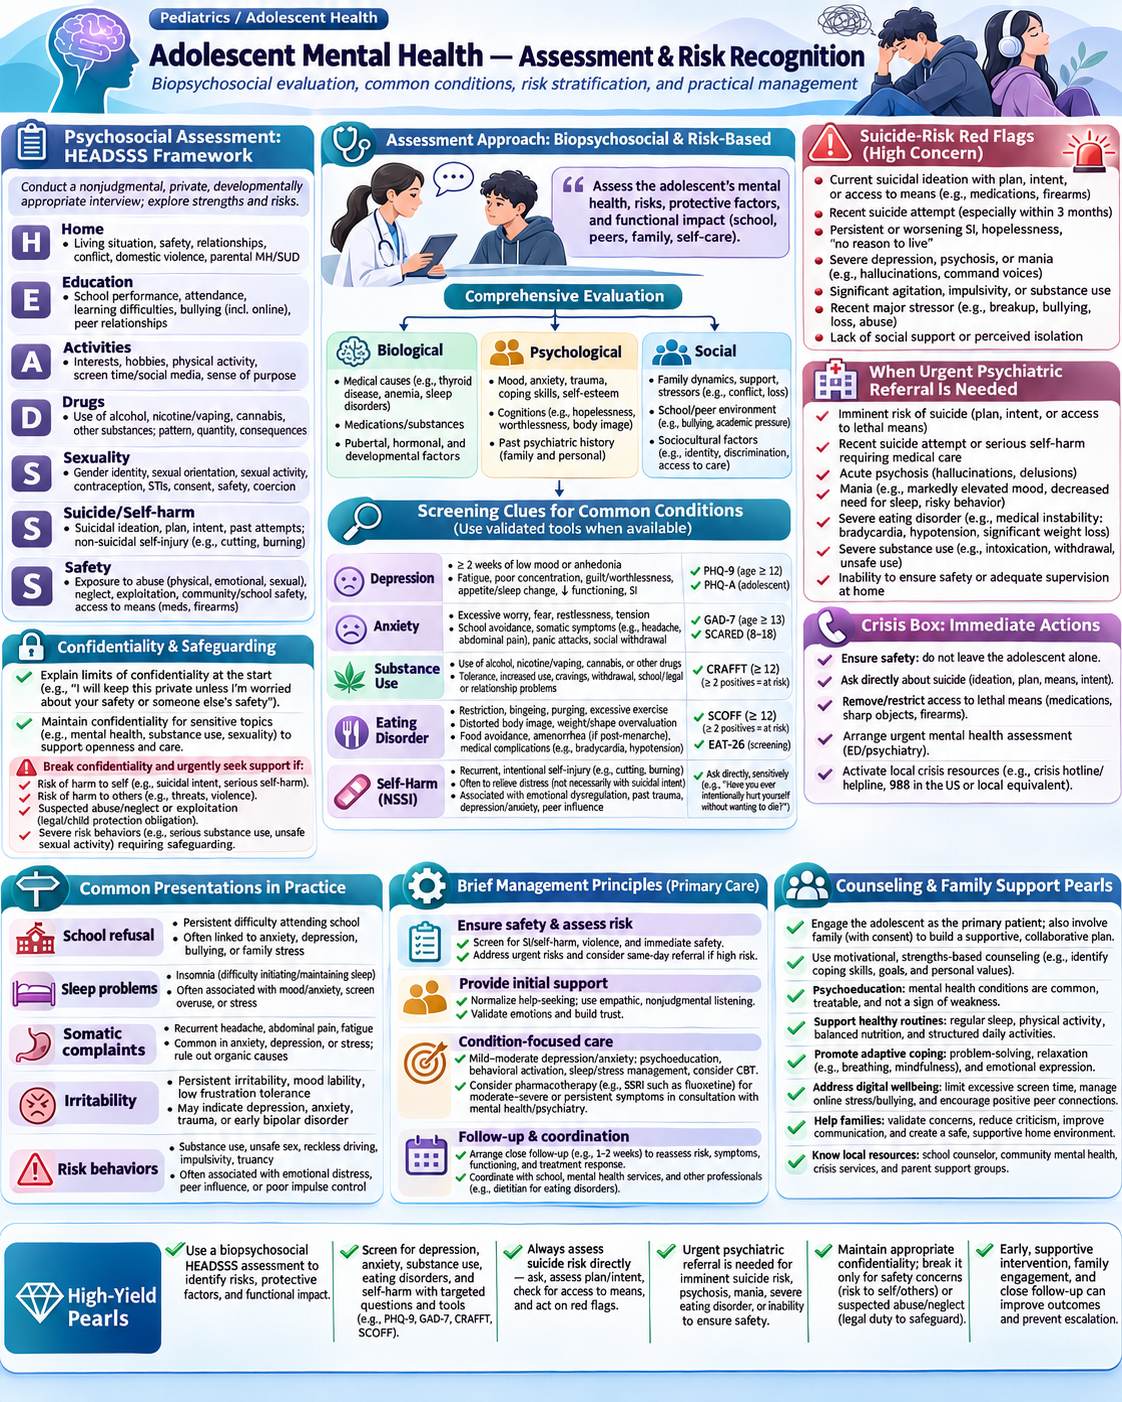 Pediatrics / Adolescent Health
Adolescent Mental Health — Assessment & Risk Recognition
Biopsychosocial evaluation, common conditions, risk stratification, and practical management
Psychosocial Assessment:
HEADSSS Framework
Conduct a nonjudgmental, private, developmentally
appropriate interview; explore strengths and risks.
H
Home
• Living situation, safety, relationships,
conflict, domestic violence, parental MH/SUD
E
Education
• School performance, attendance,
learning difficulties, bullying (incl. online),
peer relationships
A
Activities
• Interests, hobbies, physical activity,
screen time/social media, sense of purpose
D
Drugs
• Use of alcohol, nicotine/vaping, cannabis,
other substances; pattern, quantity, consequences
S
Sexuality
• Gender identity, sexual orientation, sexual activity,
contraception, STIs, consent, safety, coercion
S
Suicide/Self-harm
• Suicidal ideation, plan, intent, past attempts;
non-suicidal self-injury (e.g., cutting, burning)
S
Safety
• Exposure to abuse (physical, emotional, sexual),
neglect, exploitation, community/school safety,
access to means (meds, firearms)
Confidentiality & Safeguarding
Explain limits of confidentiality at the start
(e.g., “I will keep this private unless I’m worried
about your safety or someone else’s safety”).
Maintain confidentiality for sensitive topics
(e.g., mental health, substance use, sexuality) to
support openness and care.
Break confidentiality and urgently seek support if:
Risk of harm to self (e.g., suicidal intent, serious self-harm).
Risk of harm to others (e.g., threats, violence).
Suspected abuse/neglect or exploitation
(legal/child protection obligation).
Severe risk behaviors (e.g., serious substance use, unsafe
sexual activity) requiring safeguarding.
Assessment Approach: Biopsychosocial & Risk-Based
“ Assess the adolescent’s mental
health, risks, protective factors,
and functional impact (school,
peers, family, self-care).
Comprehensive Evaluation
Biological
• Medical causes (e.g., thyroid
disease, anemia, sleep
disorders)
• Medications/substances
• Pubertal, hormonal, and
developmental factors
Psychological
• Mood, anxiety, trauma,
coping skills, self-esteem
• Cognitions (e.g., hopelessness,
worthlessness, body image)
• Past psychiatric history
(family and personal)
Social
• Family dynamics, support,
stressors (e.g., conflict, loss)
• School/peer environment
(e.g., bullying, academic pressure)
• Sociocultural factors
(e.g., identity, discrimination,
access to care)
Screening Clues for Common Conditions
(Use validated tools when available)
Depression
• ≥ 2 weeks of low mood or anhedonia
• Fatigue, poor concentration, guilt/worthlessness,
appetite/sleep change, ↓ functioning, SI
PHQ-9 (age ≥ 12)
PHQ-A (adolescent)
Anxiety
• Excessive worry, fear, restlessness, tension
• School avoidance, somatic symptoms (e.g., headache,
abdominal pain), panic attacks, social withdrawal
GAD-7 (age ≥ 13)
SCARED (8–18)
Substance
Use
• Use of alcohol, nicotine/vaping, cannabis, or other drugs
• Tolerance, increased use, cravings, withdrawal, school/legal
or relationship problems
CRAFFT (≥ 12)
(≥ 2 positives = at risk)
Eating
Disorder
• Restriction, bingeing, purging, excessive exercise
• Distorted body image, weight/shape overvaluation
• Food avoidance, amenorrhea (if post-menarche),
medical complications (e.g., bradycardia, hypotension)
SCOFF (≥ 12)
(≥ 2 positives = at risk)
EAT-26 (screening)
Self-Harm
(NSSI)
• Recurrent, intentional self-injury (e.g., cutting, burning)
• Often to relieve distress (not necessarily with suicidal intent)
• Associated with emotional dysregulation, past trauma,
depression/anxiety, peer influence
Ask directly, sensitively
(e.g., “Have you ever
intentionally hurt yourself
without wanting to die?”)
Suicide-Risk Red Flags
(High Concern)
Current suicidal ideation with plan, intent,
or access to means (e.g., medications, firearms)
Recent suicide attempt (especially within 3 months)
Persistent or worsening SI, hopelessness,
“no reason to live”
Severe depression, psychosis, or mania
(e.g., hallucinations, command voices)
Significant agitation, impulsivity, or substance use
Recent major stressor (e.g., breakup, bullying,
loss, abuse)
Lack of social support or perceived isolation
When Urgent Psychiatric
Referral Is Needed
Imminent risk of suicide (plan, intent, or access
to lethal means)
Recent suicide attempt or serious self-harm
requiring medical care
Acute psychosis (hallucinations, delusions)
Mania (e.g., markedly elevated mood, decreased
need for sleep, risky behavior)
Severe eating disorder (e.g., medical instability:
bradycardia, hypotension, significant weight loss)
Severe substance use (e.g., intoxication, withdrawal,
unsafe use)
Inability to ensure safety or adequate supervision
at home
Crisis Box: Immediate Actions
Ensure safety: do not leave the adolescent alone.
Ask directly about suicide (ideation, plan, means, intent).
Remove/restrict access to lethal means (medications,
sharp objects, firearms).
Arrange urgent mental health assessment
(ED/psychiatry).
Activate local crisis resources (e.g., crisis hotline/
helpline, 988 in the US or local equivalent).
Common Presentations in Practice
School refusal
• Persistent difficulty attending school
• Often linked to anxiety, depression,
bullying, or family stress
Sleep problems
• Insomnia (difficulty initiating/maintaining sleep)
• Often associated with mood/anxiety, screen
• overuse, or stress
Somatic
complaints
• Recurrent headache, abdominal pain, fatigue
• Common in anxiety, depression, or stress;
rule out organic causes
Irritability
• Persistent irritability, mood lability,
low frustration tolerance
• May indicate depression, anxiety,
trauma, or early bipolar disorder
Risk behaviors
• Substance use, unsafe sex, reckless driving,
impulsivity, truancy
• Often associated with emotional distress,
peer influence, or poor impulse control
Brief Management Principles (Primary Care)
Ensure safety & assess risk
Screen for SI/self-harm, violence, and immediate safety.
Address urgent risks and consider same-day referral if high risk.
Provide initial support
Normalize help-seeking; use empathic, nonjudgmental listening.
Validate emotions and build trust.
Condition-focused care
Mild–moderate depression/anxiety: psychoeducation,
behavioral activation, sleep/stress management, consider CBT.
Consider pharmacotherapy (e.g., SSRI such as fluoxetine) for
moderate-severe or persistent symptoms in consultation with
mental health/psychiatry.
Follow-up & coordination
Arrange close follow-up (e.g., 1–2 weeks) to reassess risk, symptoms,
functioning, and treatment response.
Coordinate with school, mental health services, and other professionals
(e.g., dietitian for eating disorders).
Counseling & Family Support Pearls
Engage the adolescent as the primary patient; also involve
family (with consent) to build a supportive, collaborative plan.
Use motivational, strengths-based counseling (e.g., identify
coping skills, goals, and personal values).
Psychoeducation: mental health conditions are common,
treatable, and not a sign of weakness.
Support healthy routines: regular sleep, physical activity,
balanced nutrition, and structured daily activities.
Promote adaptive coping: problem-solving, relaxation
(e.g., breathing, mindfulness), and emotional expression.
Address digital wellbeing: limit excessive screen time, manage
online stress/bullying, and encourage positive peer connections.
Help families: validate concerns, reduce criticism, improve
communication, and create a safe, supportive home environment.
Know local resources: school counselor, community mental health,
crisis services, and parent support groups.
High-Yield
Pearls
Use a biopsychosocial
HEADSSS assessment to
identify risks, protective
factors, and functional impact.
Screen for depression,
anxiety, substance use,
eating disorders, and
self-harm with targeted
questions and tools
(e.g., PHQ-9, GAD-7, CRAFFT,
SCOFF).
Always assess
suicide risk directly
— ask, assess plan/intent,
check for access to means,
and act on red flags.
Urgent psychiatric
referral is needed for
imminent suicide risk,
psychosis, mania, severe
eating disorder, or inability
to ensure safety.
Maintain appropriate
confidentiality; break it
only for safety concerns
(risk to self/others) or
suspected abuse/neglect
(legal duty to safeguard).
Early, supportive
intervention, family
engagement, and
close follow-up can
improve outcomes
and prevent escalation.